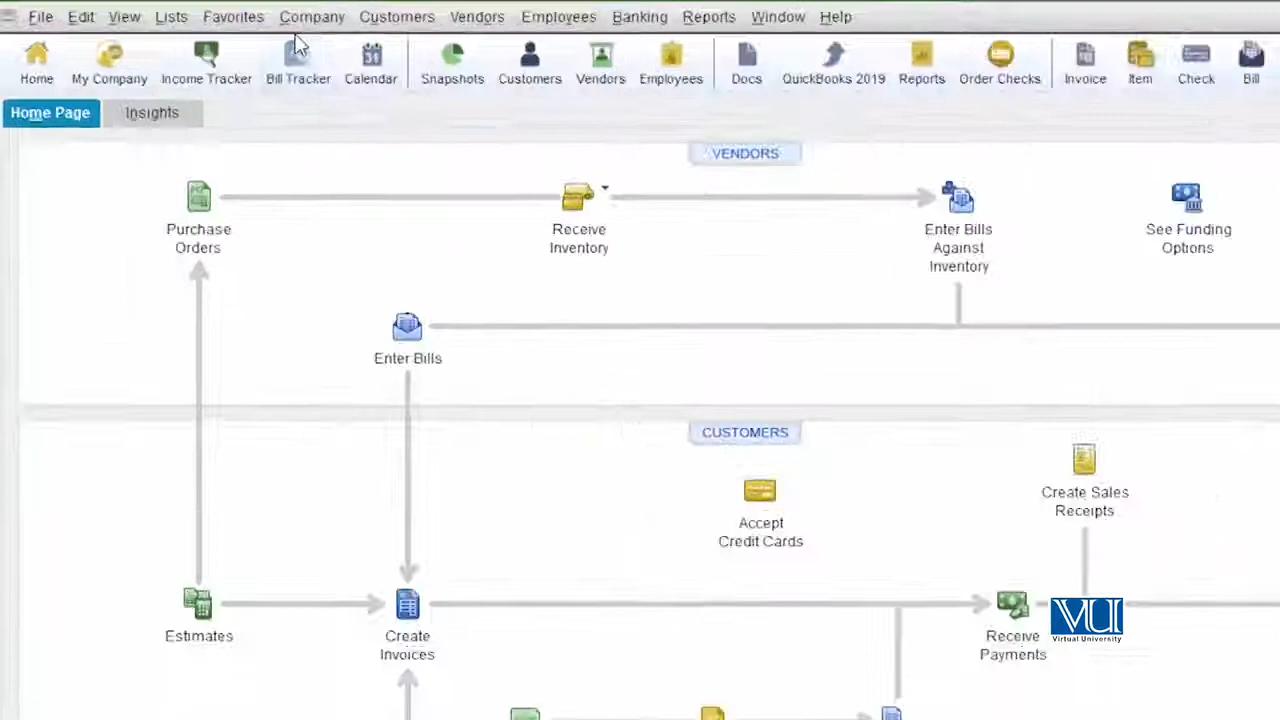 File Edit View Lists Favorites Company Customers Vendors Employees Banking Reports Window Help
31
Home My Company Income Tracker Bill Tracker Calendar Snapshots Customers Vendors Employees Docs QuickBooks 2019 Reports Order Checks Invoice Item Check Bill
Home Page Insights
VENDORS
Purchase
Orders
Receive
Inventory
Enter Bills
Against
Inventory
See Funding
Options
Enter Bills
CUSTOMERS
Accept
Credit Cards
Create Sales
Receipts
Estimates
Create
Invoices
Receive
Payments
VU
Virtual University